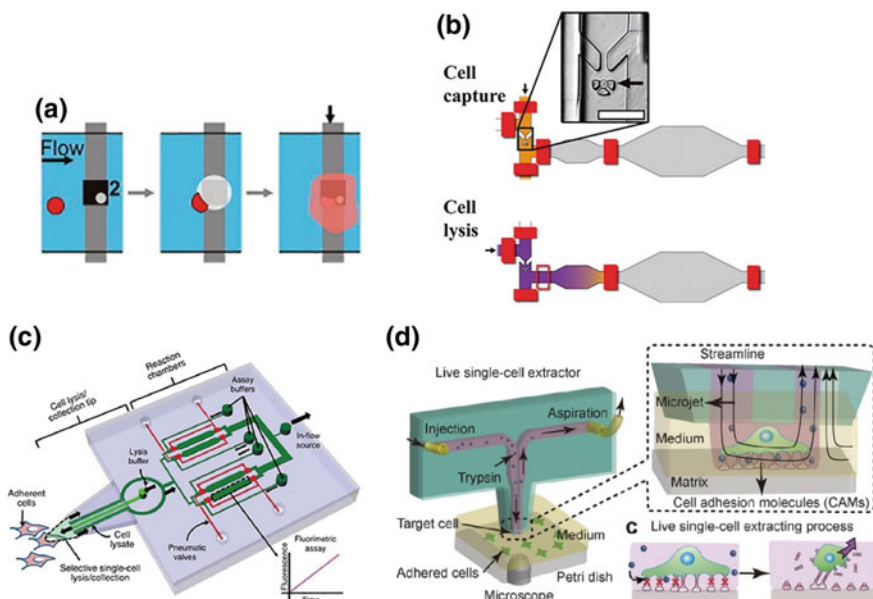 (a)
Flow
2
(b)
Cell
capture
Cell
lysis
(c)
Cell lysis/
collection tip
Reaction
chambers
Assay
buffers
In-flow
source
Lysis
buffer
Adherent
cells
Cell
lysate
Selective single-cell
lysis/collection
Pneumatic
valves
Fluorescence
Fluorimetric
assay
Time
(d)
Live single-cell extractor
Injection
Aspiration
Trypsin
Target cell
Medium
Adhered cells
Petri dish
Microscope
Streamline
Microjet
Medium
Matrix
Cell adhesion molecules (CAMs)
c
Live single-cell extracting process